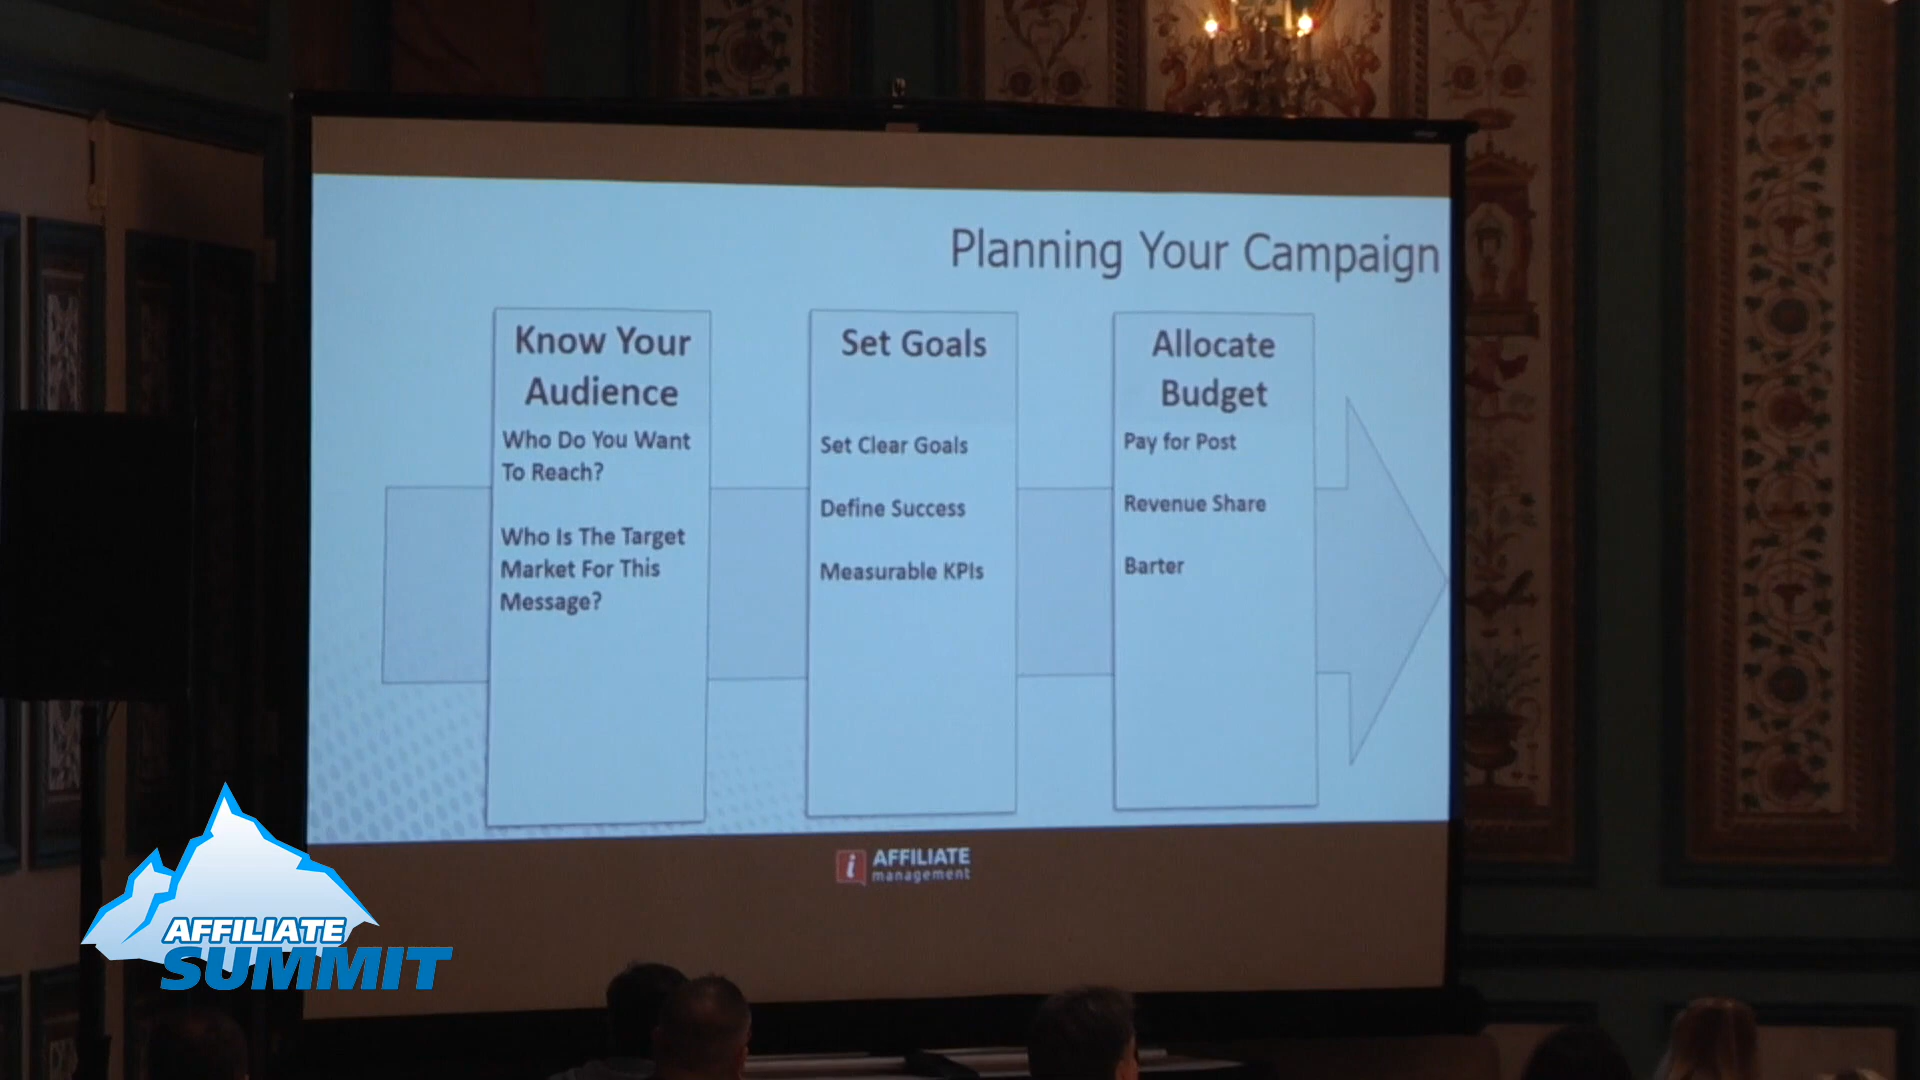 Planning Your Campaign
Know Your
Audience
Who Do You Want
To Reach?
Who Is The Target
Market For This
Message?
Set Goals
Set Clear Goals
Define Success
Measurable KPIs
Allocate
Budget
Pay for Post
Revenue Share
Barter
i AFFILIATE
management
AFFILIATE
SUMMIT